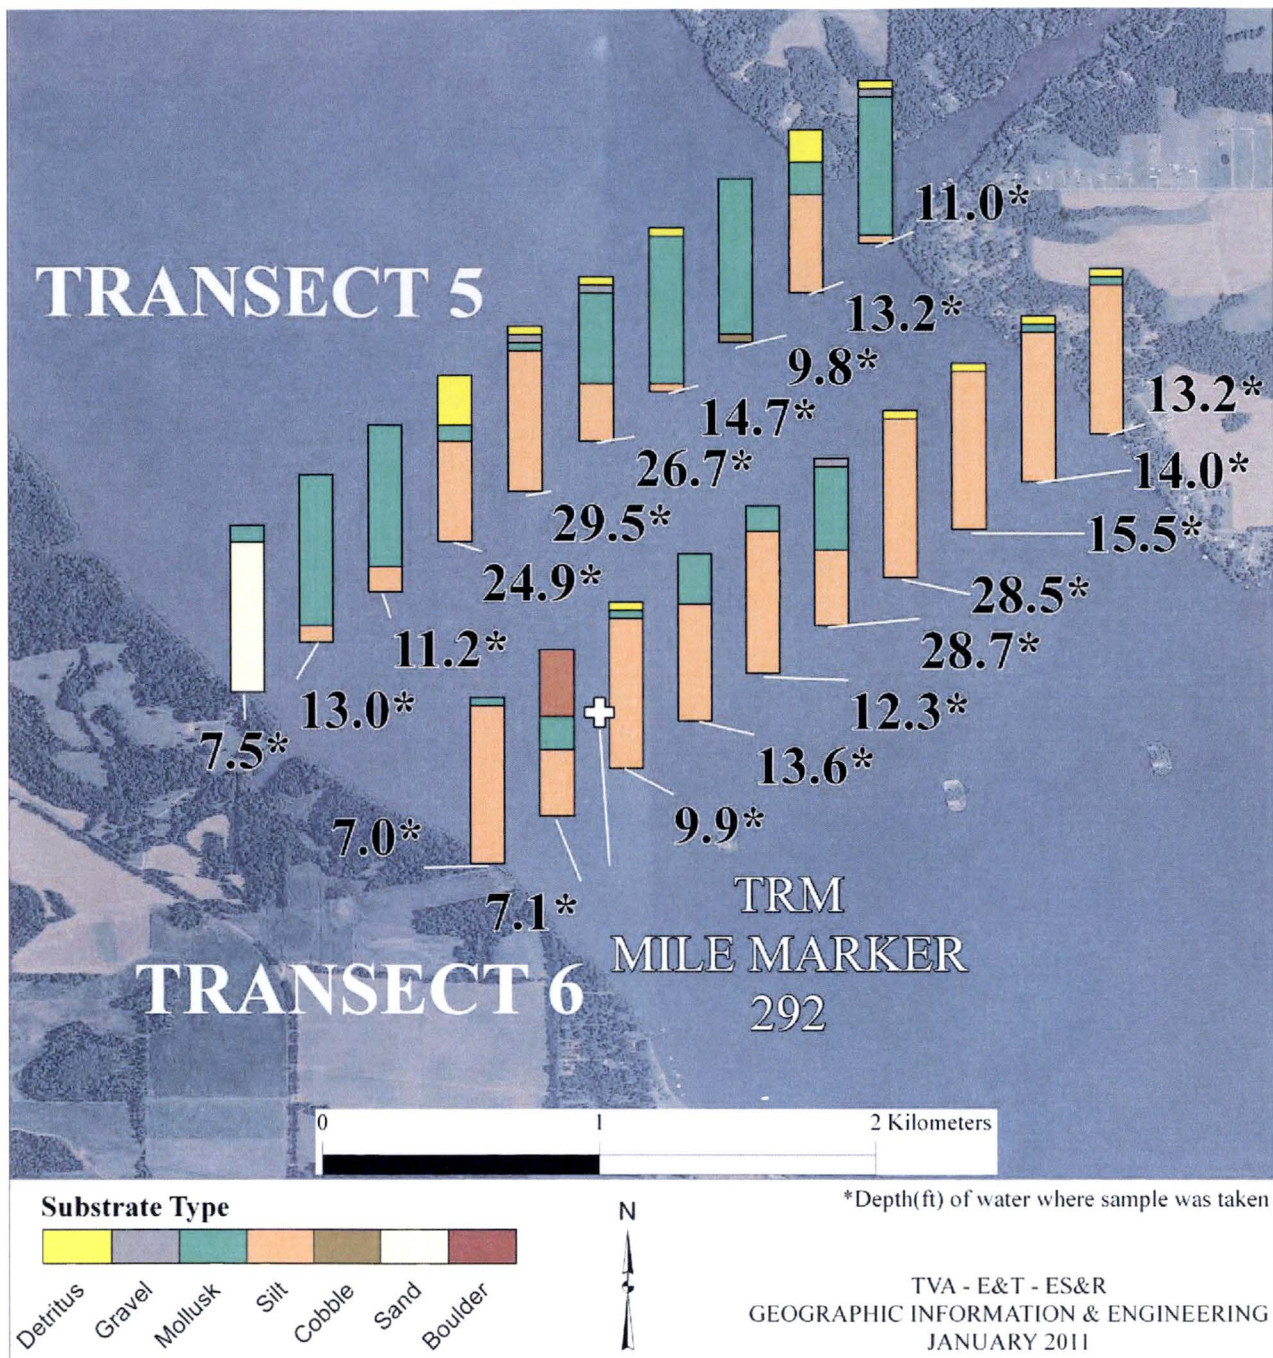 11.0*
TRANSECT 5
13.2*
9.8*
13.2*
14.7*
14.0*
26.7*
29.5*
15.5*
24.9*
28.5*
11.2*
28.7*
13.0*
12.3*
7.5*
13.6*
9.9*
7.0*
7.1*
TRM
MILE MARKER
292
TRANSECT 6
0 1 2 Kilometers
Substrate Type
Detritus
Gravel
Mollusk
Silt
Cobble
Sand
Boulder
N
*Depth(ft) of water where sample was taken
TVA - E&T - ES&R
GEOGRAPHIC INFORMATION & ENGINEERING
JANUARY 2011